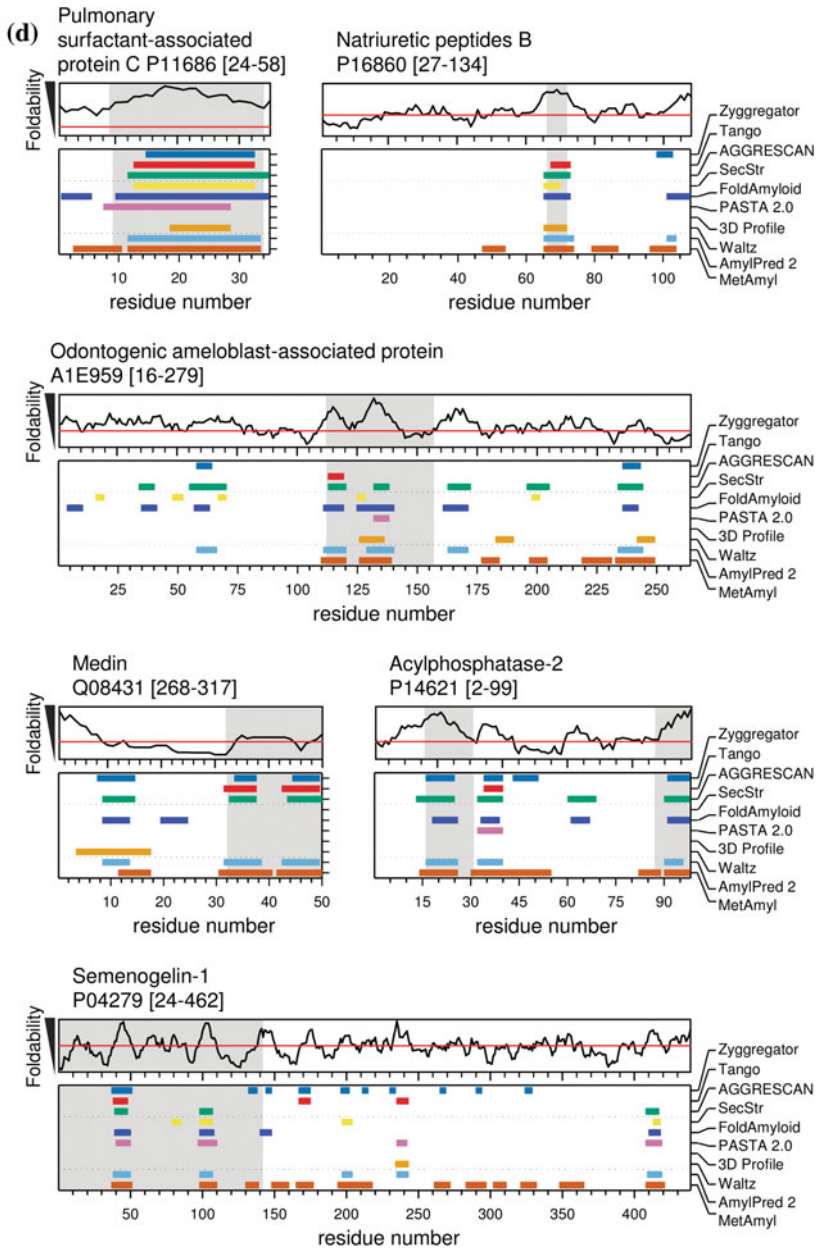 (d)
Pulmonary
surfactant-associated
protein C P11686 [24-58]
Natriuretic peptides B
P16860 [27-134]
Foldability
Zyggregator
Tango
AGGRESCAN
SecStr
FoldAmyloid
PASTA 2.0
3D Profile
Waltz
AmylPred 2
MetAmyl
10 20 30
residue number
20 40 60 80 100
residue number
Odontogenic ameloblast-associated protein
A1E959 [16-279]
Foldability
Zyggregator
Tango
AGGRESCAN
SecStr
FoldAmyloid
PASTA 2.0
3D Profile
Waltz
AmylPred 2
MetAmyl
25 50 75 100 125 150 175 200 225 250
residue number
Medin
Q08431 [268-317]
Acylphosphatase-2
P14621 [2-99]
Foldability
Zyggregator
Tango
AGGRESCAN
SecStr
FoldAmyloid
PASTA 2.0
3D Profile
Waltz
AmylPred 2
MetAmyl
10 20 30 40 50
residue number
15 30 45 60 75 90
residue number
Semenogelin-1
P04279 [24-462]
Foldability
Zyggregator
Tango
AGGRESCAN
SecStr
FoldAmyloid
PASTA 2.0
3D Profile
Waltz
AmylPred 2
MetAmyl
50 100 150 200 250 300 350 400
residue number